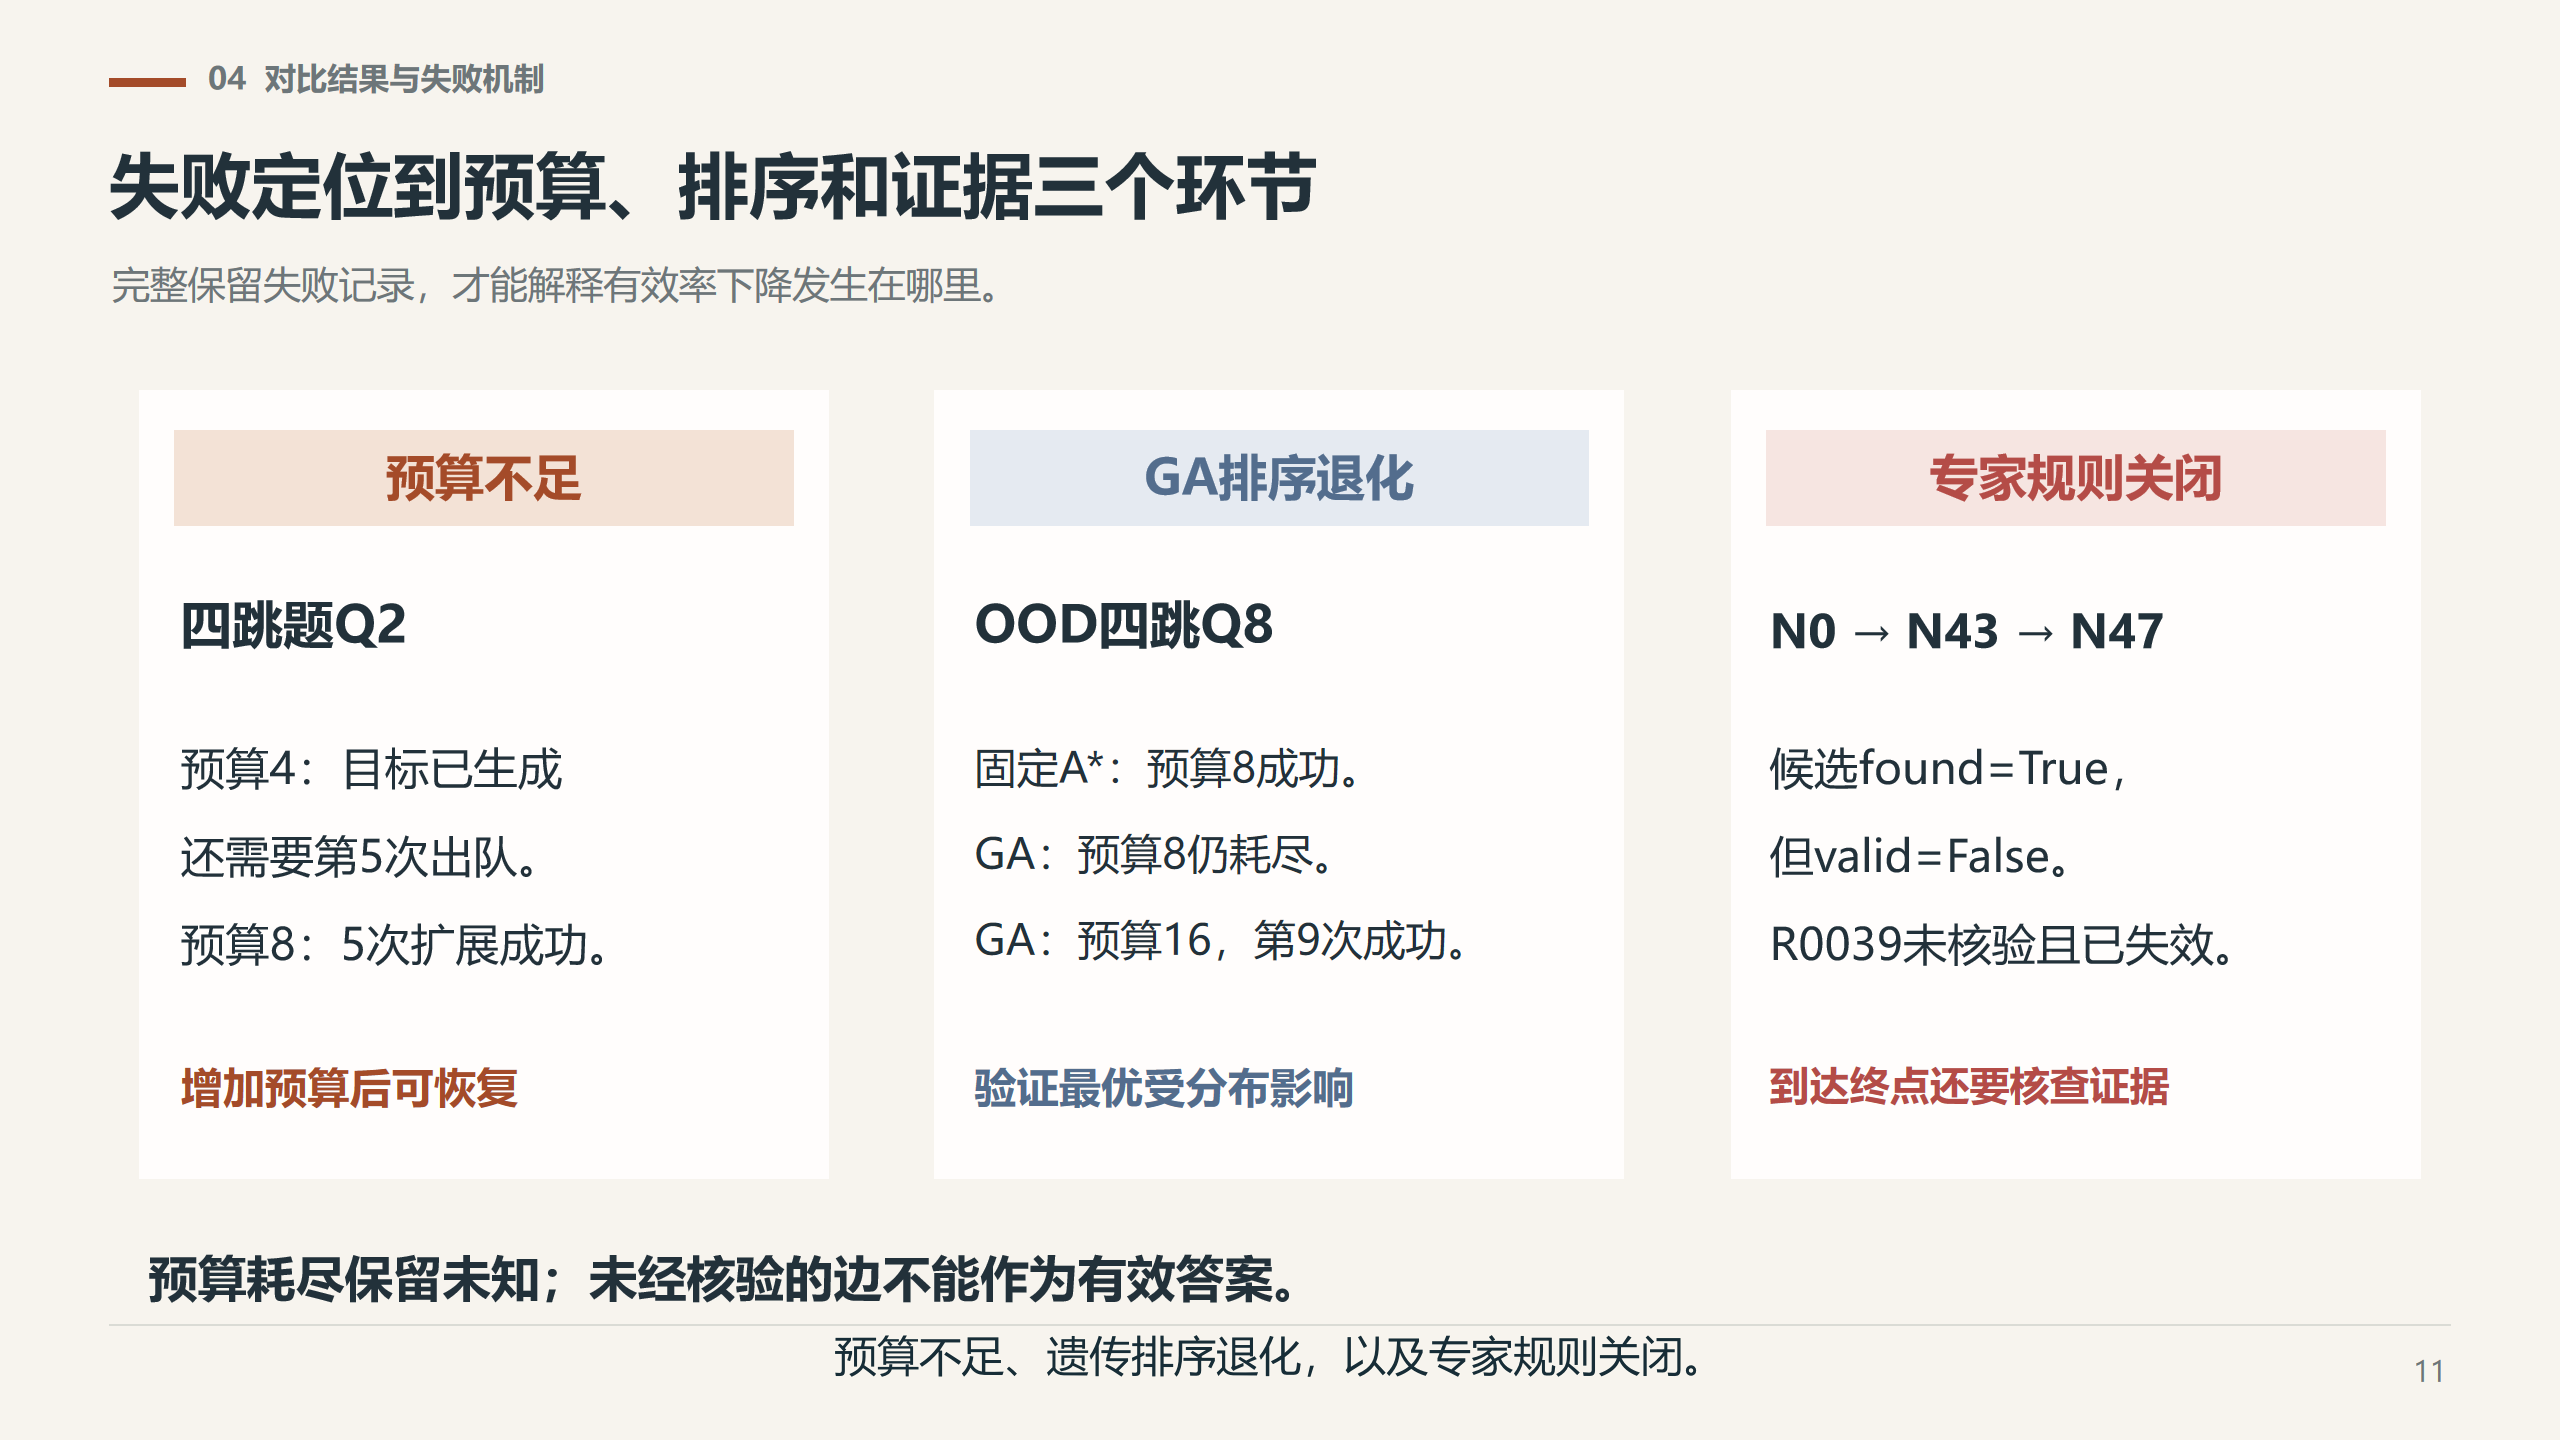 04 对比结果与失败机制
失败定位到预算、排序和证据三个环节
完整保留失败记录，才能解释有效率下降发生在哪里。
预算不足
四跳题Q2
预算4：目标已生成
还需要第5次出队。
预算8：5次扩展成功。
增加预算后可恢复
GA排序退化
OOD四跳Q8
固定A*：预算8成功。
GA：预算8仍耗尽。
GA：预算16，第9次成功。
验证最优受分布影响
专家规则关闭
N0 → N43 → N47
候选found=True，
但valid=False。
R0039未核验且已失效。
到达终点还要核查证据
预算耗尽保留未知；未经核验的边不能作为有效答案。
预算不足、遗传排序退化，以及专家规则关闭。
11